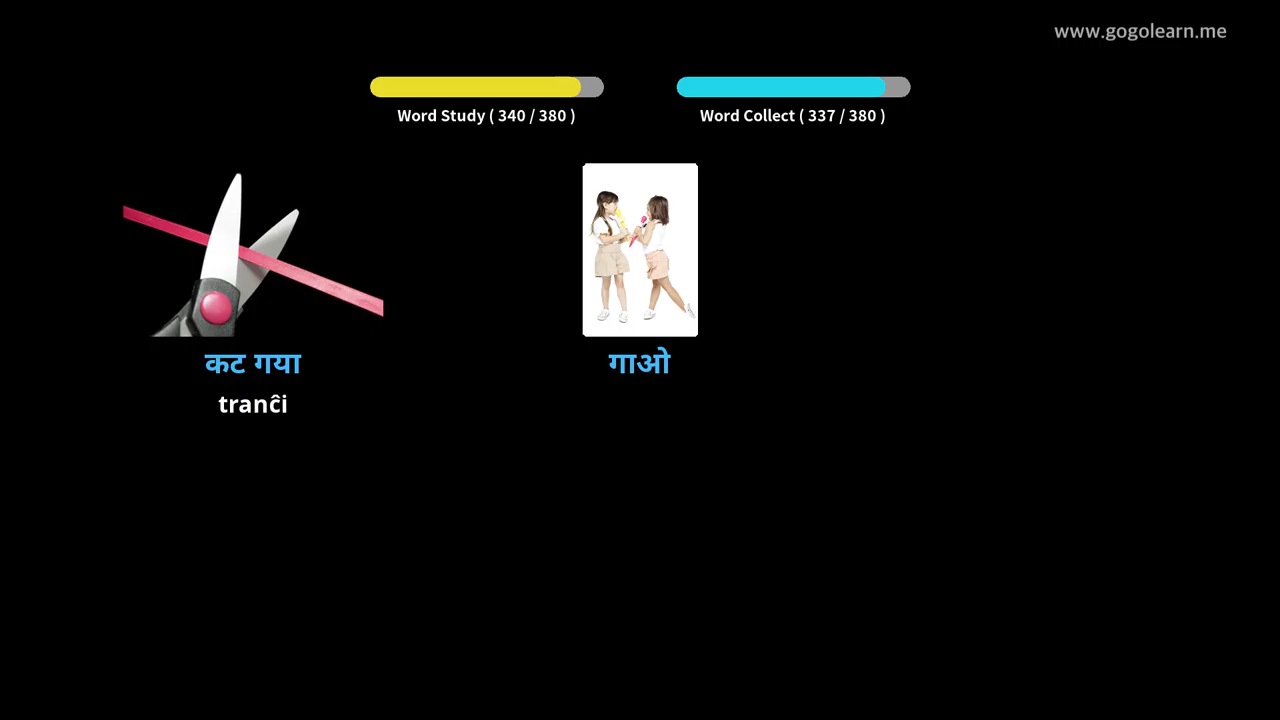 www.gogolearn.me
Word Study ( 340 / 380 )
Word Collect ( 337 / 380 )
कट गया
गाओ
tranĉi